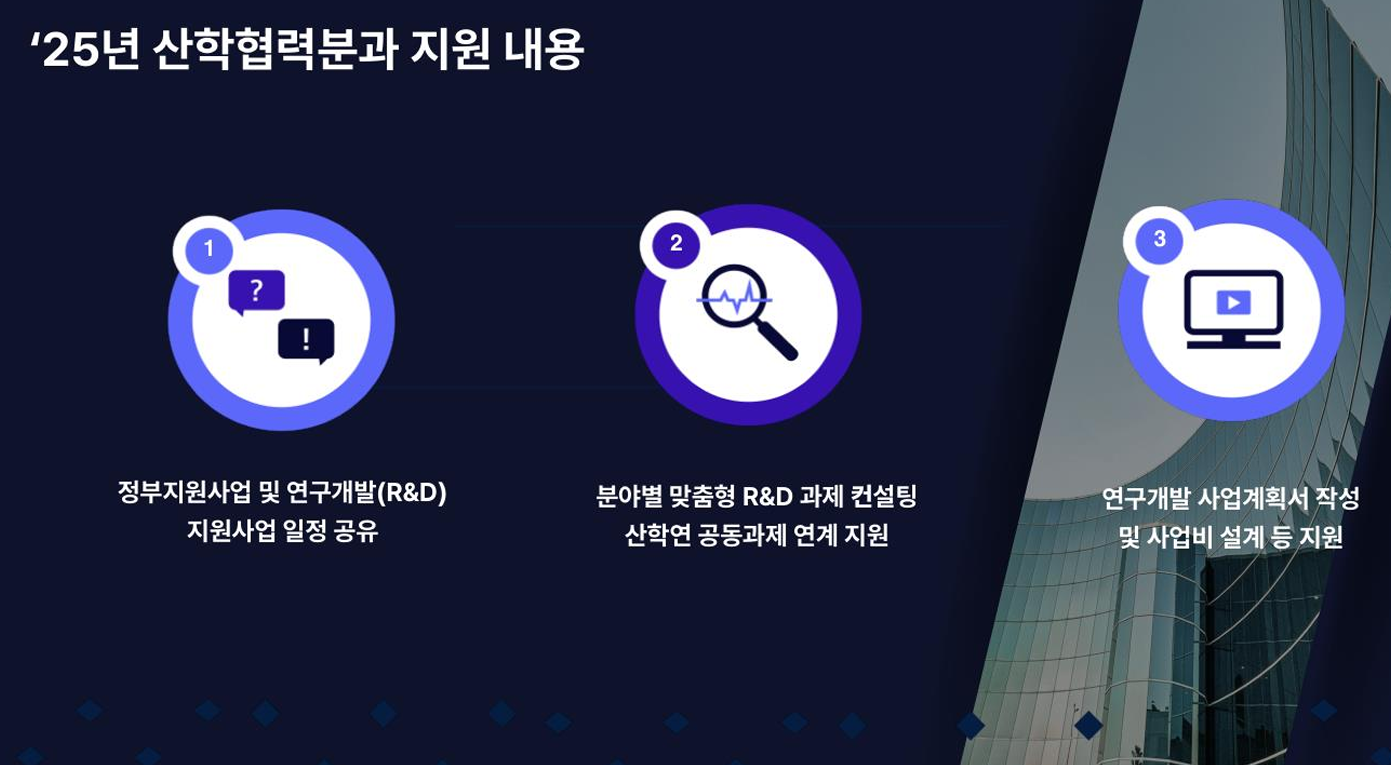 ‘25년 산학협력분과 지원 내용
1
?
!
정부지원사업 및 연구개발(R&D)
지원사업 일정 공유
2
분야별 맞춤형 R&D 과제 컨설팅
산학연 공동과제 연계 지원
3
연구개발 사업계획서 작성
및 사업비 설계 등 지원